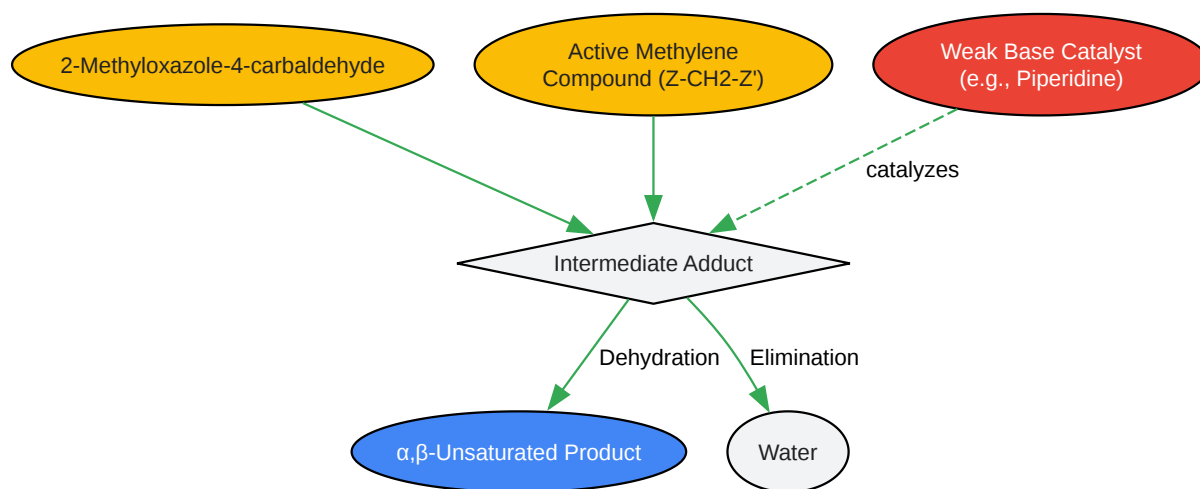 2-Methyloxazole-4-carbaldehyde
Active Methylene
Compound (Z-CH2-Z')
Weak Base Catalyst
(e.g., Piperidine)
catalyzes
Intermediate Adduct
Dehydration
Elimination
α,β-Unsaturated Product
Water